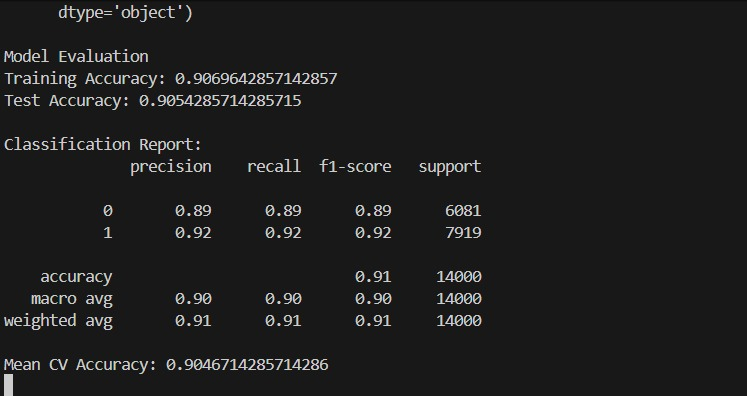 dtype='object')
Model Evaluation
Training Accuracy: 0.9069642857142857
Test Accuracy: 0.9054285714285715
Classification Report:
precision recall f1-score support
0 0.89 0.89 0.89 6081
1 0.92 0.92 0.92 7919
accuracy 0.91 14000
macro avg 0.90 0.90 0.90 14000
weighted avg 0.91 0.91 0.91 14000
Mean CV Accuracy: 0.9046714285714286